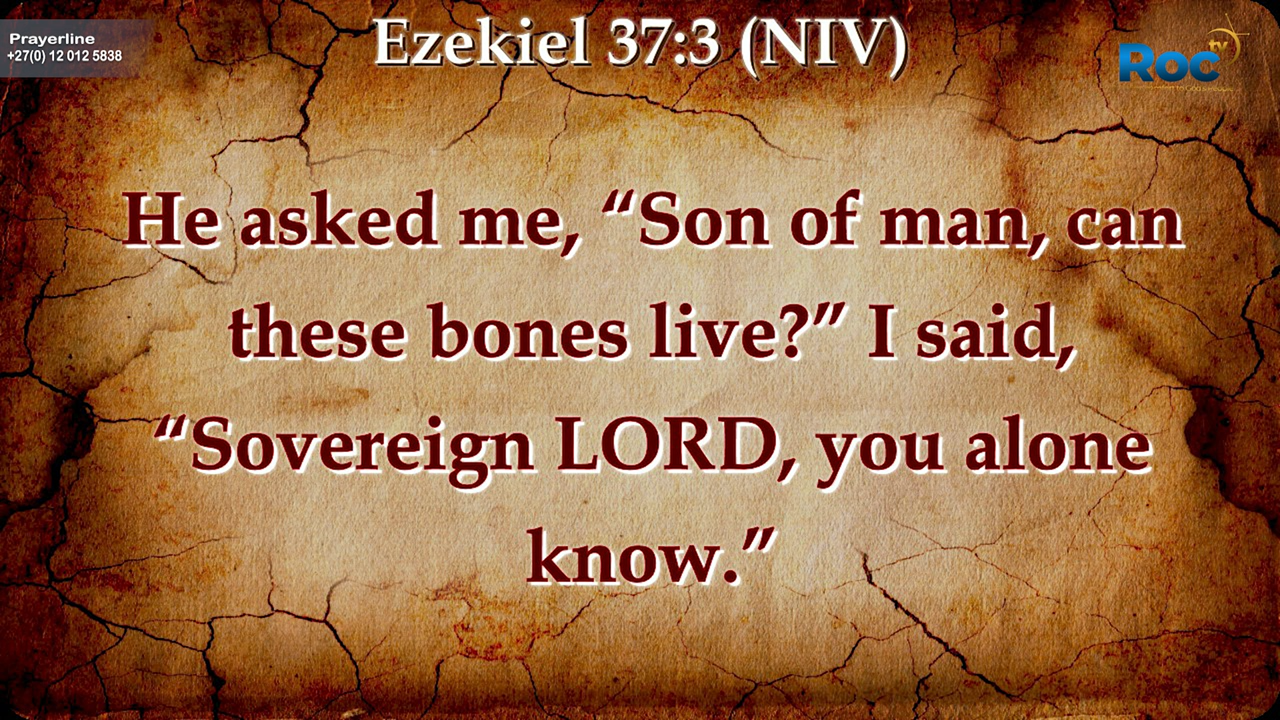 Prayerline
+27(0) 12 012 5838
Ezekiel 37:3 (NIV)
Roc tv
He asked me, “Son of man, can
these bones live?” I said,
“Sovereign LORD, you alone
know.”